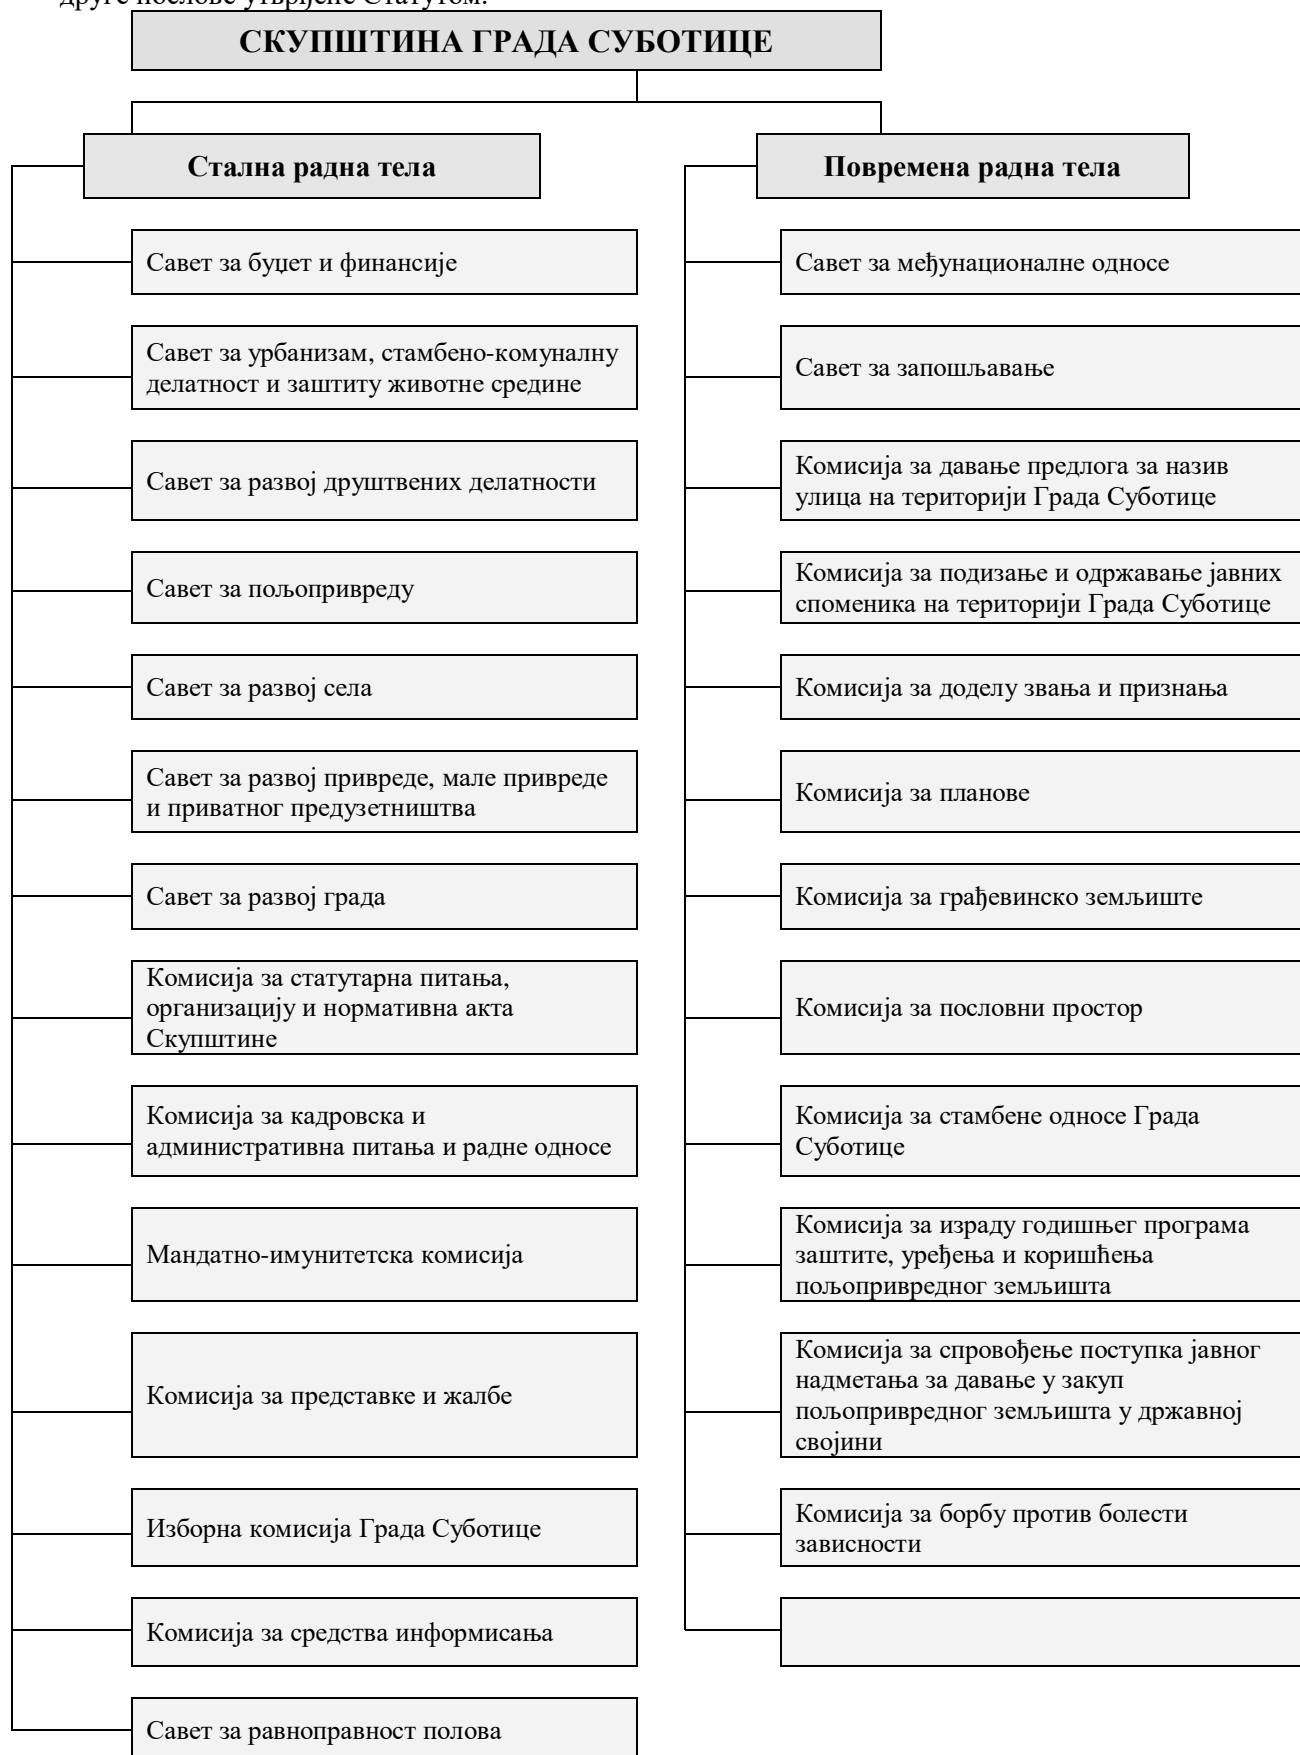 друге послове утврђене Статутом.
СКУПШТИНА ГРАДА СУБОТИЦЕ
Стална радна тела
Савет за буџет и финансије
Савет за урбанизам, стамбено-комуналну
делатност и заштиту животне средине
Савет за развој друштвених делатности
Савет за пољопривреду
Савет за развој села
Савет за развој привреде, мале привреде
и приватног предузетништва
Савет за развој града
Комисија за статутарна питања,
организацију и нормативна акта
Скупштине
Комисија за кадровска и
административна питања и радне односе
Мандатно-имунитетска комисија
Комисија за представке и жалбе
Изборна комисија Града Суботице
Комисија за средства информисања
Савет за равноправност полова
Повремена радна тела
Савет за међунационалне односе
Савет за запошљавање
Комисија за давање предлога за назив
улица на територији Града Суботице
Комисија за подизање и одржавање јавних
споменика на територији Града Суботице
Комисија за доделу звања и признања
Комисија за планове
Комисија за грађевинско земљиште
Комисија за пословни простор
Комисија за стамбене односе Града
Суботице
Комисија за израду годишњег програма
заштите, уређења и коришћења
пољопривредног земљишта
Комисија за спровођење поступка јавног
надметања за давање у закуп
пољопривредног земљишта у државној
својини
Комисија за борбу против болести
зависности